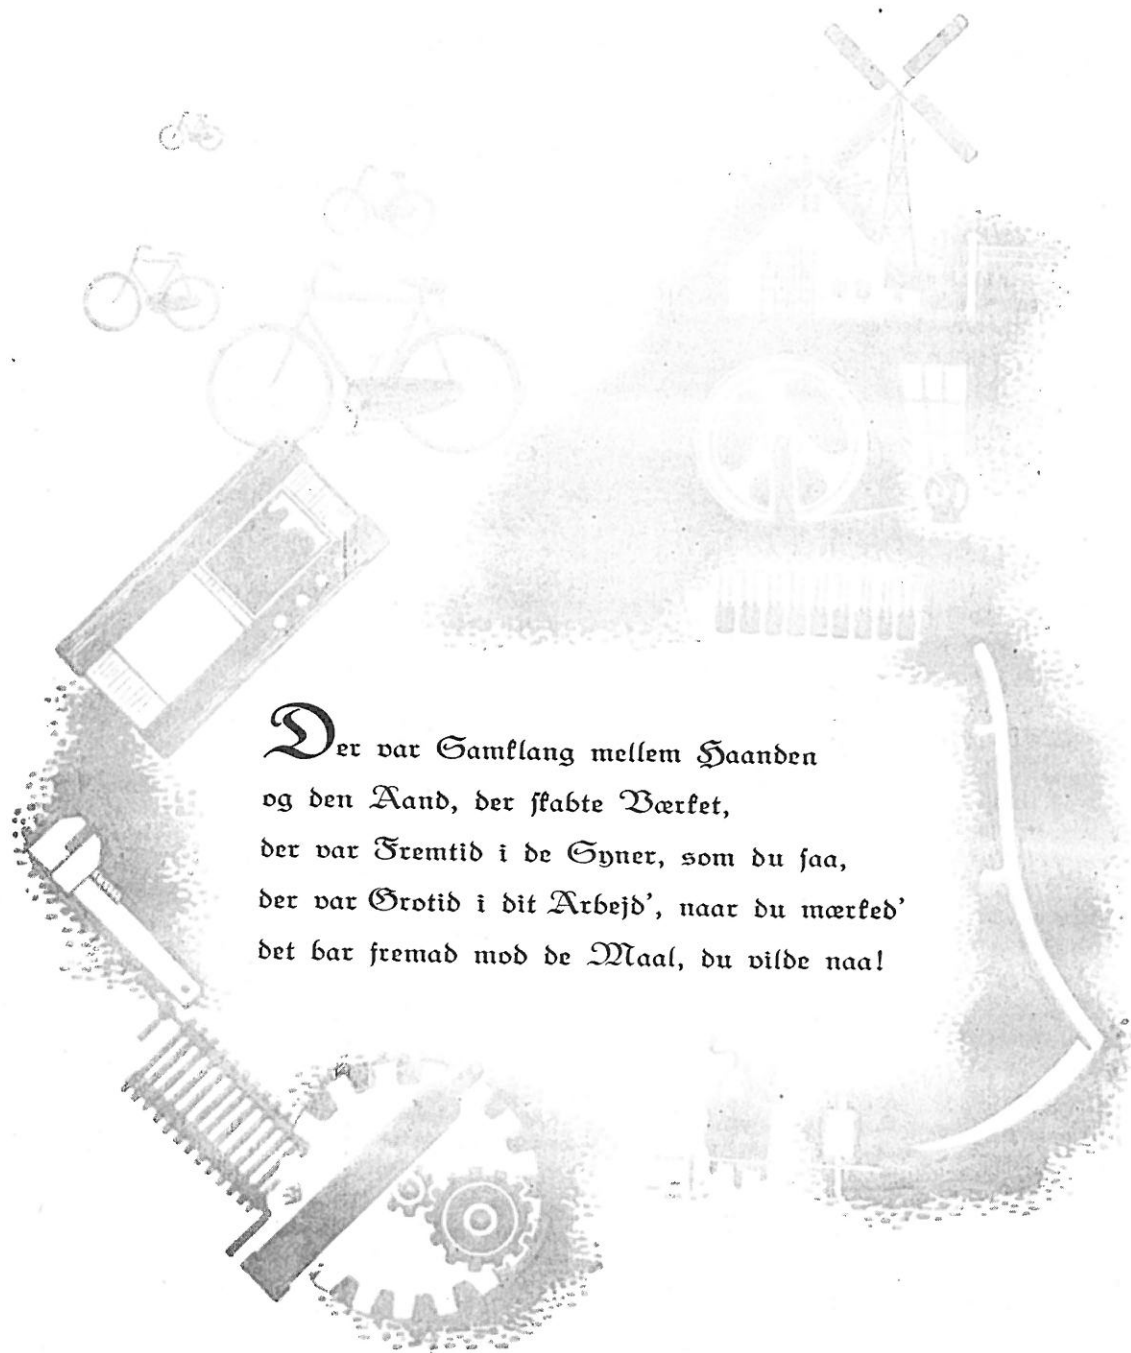 Der var Samklang mellem Haanden
og den Aand, der skabte Værket,
der var Fremtid i de Syner, som du saa,
der var Grotid i dit Arbejd', naar du mærked'
det bar fremad mod de Maal, du vilde naa!